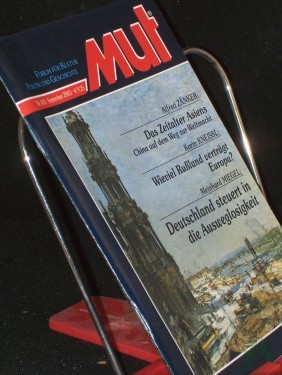 FORUM FÜR KULTUR
POLITIK UND GESCHICHTE
Mut
Alfred ZÄNKER:
Das Zeitalter Asiens
China auf dem Weg zur Weltmacht
Karin KNEISSL:
Wieviel Rußland verträgt
Europa?
Meinhard MIEGEL:
Deutschland steuert in
die Ausweglosigkeit